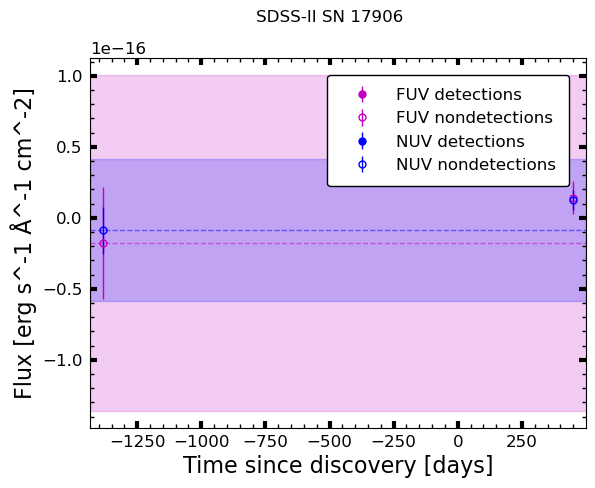 SDSS-II SN 17906
1e−16
FUV detections
FUV nondetections
NUV detections
NUV nondetections
1.0
0.5
0.0
−0.5
−1.0
Flux [erg s^-1 Å^-1 cm^-2]
−1250 −1000 −750 −500 −250 0 250
Time since discovery [days]